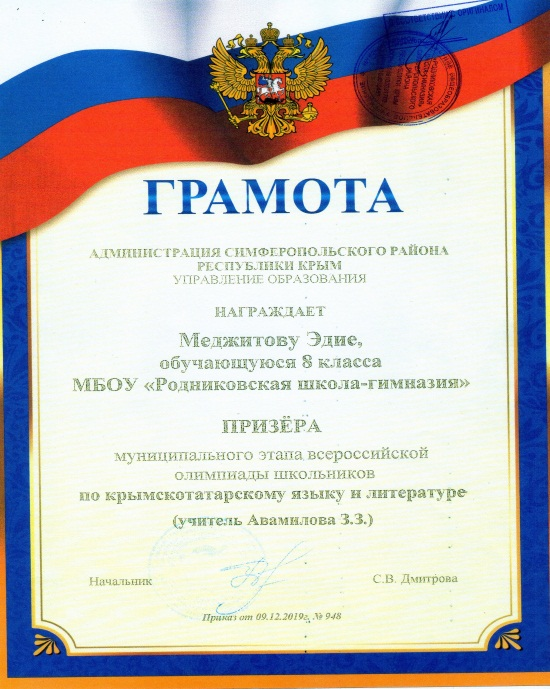 СООТВЕТСТВИЕ ОРИГИНАЛОМ
ГРАМОТА
АДМИНИСТРАЦИЯ СИМФЕРОПОЛЬСКОГО РАЙОНА
РЕСПУБЛИКИ КРЫМ
УПРАВЛЕНИЕ ОБРАЗОВАНИЯ
НАГРАЖДАЕТ
Меджитову Эдие,
обучающуюся 8 класса
МБОУ «Родниковская школа-гимназия»
ПРИЗЁРА
муниципального этапа всероссийской
олимпиады школьников
по крымскотатарскому языку и литературе
(учитель Авамилова З.З.)
Начальник С.В. Дмитрова
Приказ от 09.12.2019г. № 948